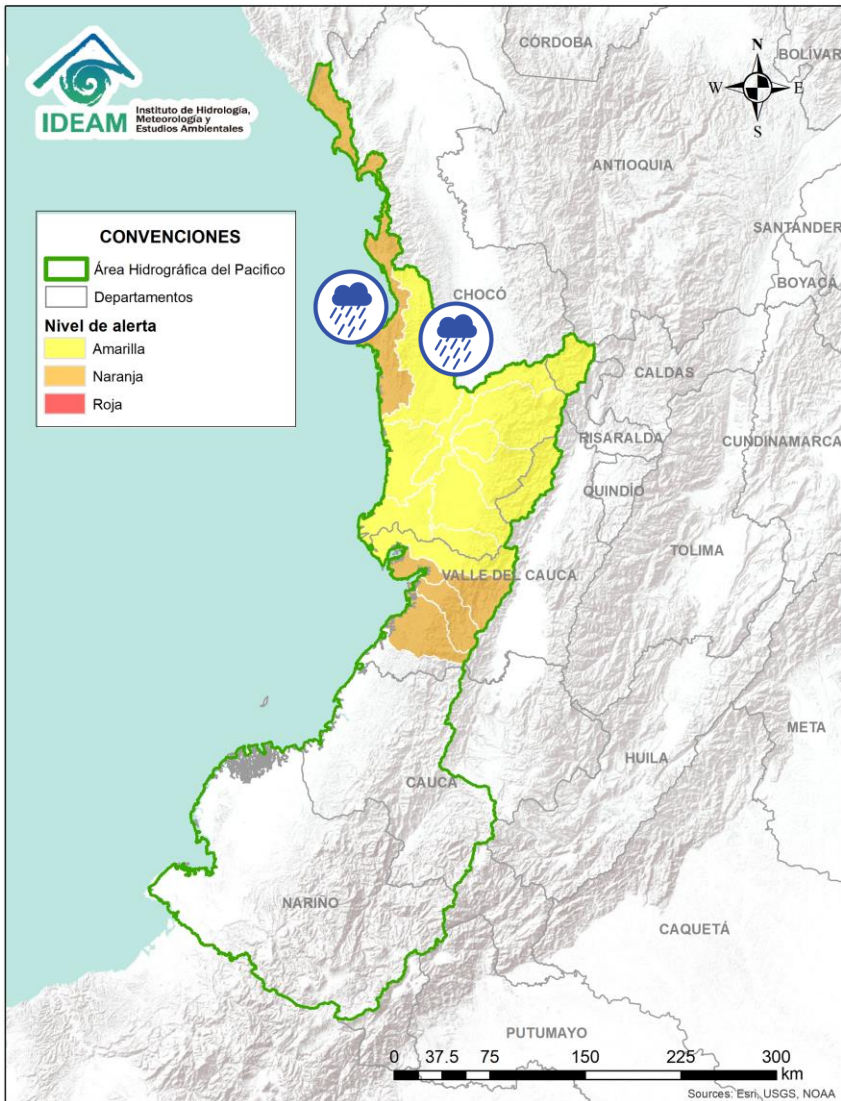 IDEAM
Instituto de Hidrología,
Meteorología y
Estudios Ambientales
CONVENCIONES
Área Hidrográfica del Pacifico
Departamentos
Nivel de alerta
Amarilla
Naranja
Roja
N
W E
S
CÓRDOBA
BOLÍVAR
ANTIOQUIA
SANTANDER
BOYACÁ
CHOCÓ
CALDAS
RISARALDA
CUNDINAMARCA
QUINDÍO
TOLIMA
VALLE DEL CAUCA
META
HUILA
CAUCA
NARIÑO
CAQUETÁ
PUTUMAYO
0 37.5 75 150 225 300
km
Sources: Esri, USGS, NOAA